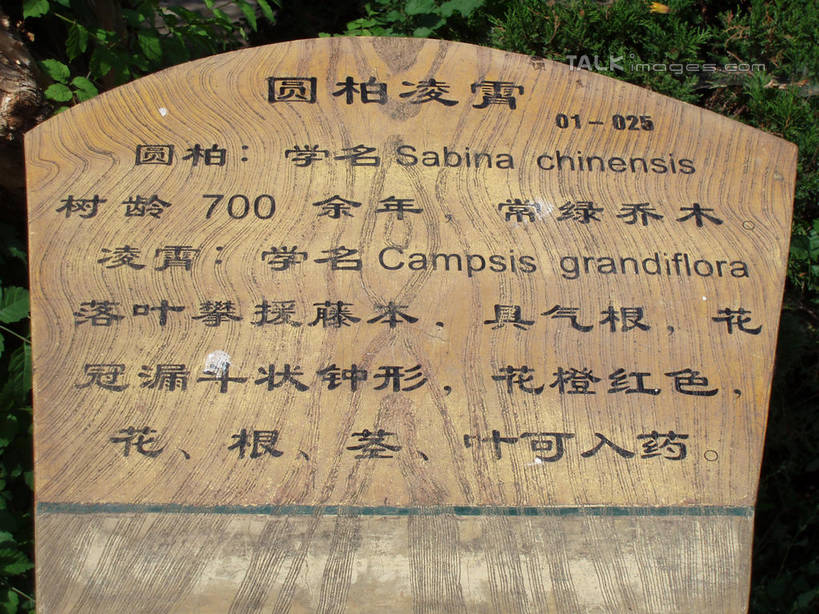 TALK images.com
圆柏凌霄
01-025
圆柏：学名 Sabina chinensis
树龄 700 余年，常绿乔木。
凌霄：学名 Campsis grandiflora
落叶攀援藤本，具气根，花
冠漏斗状钟形，花橙红色，
花、根、茎、叶可入药。